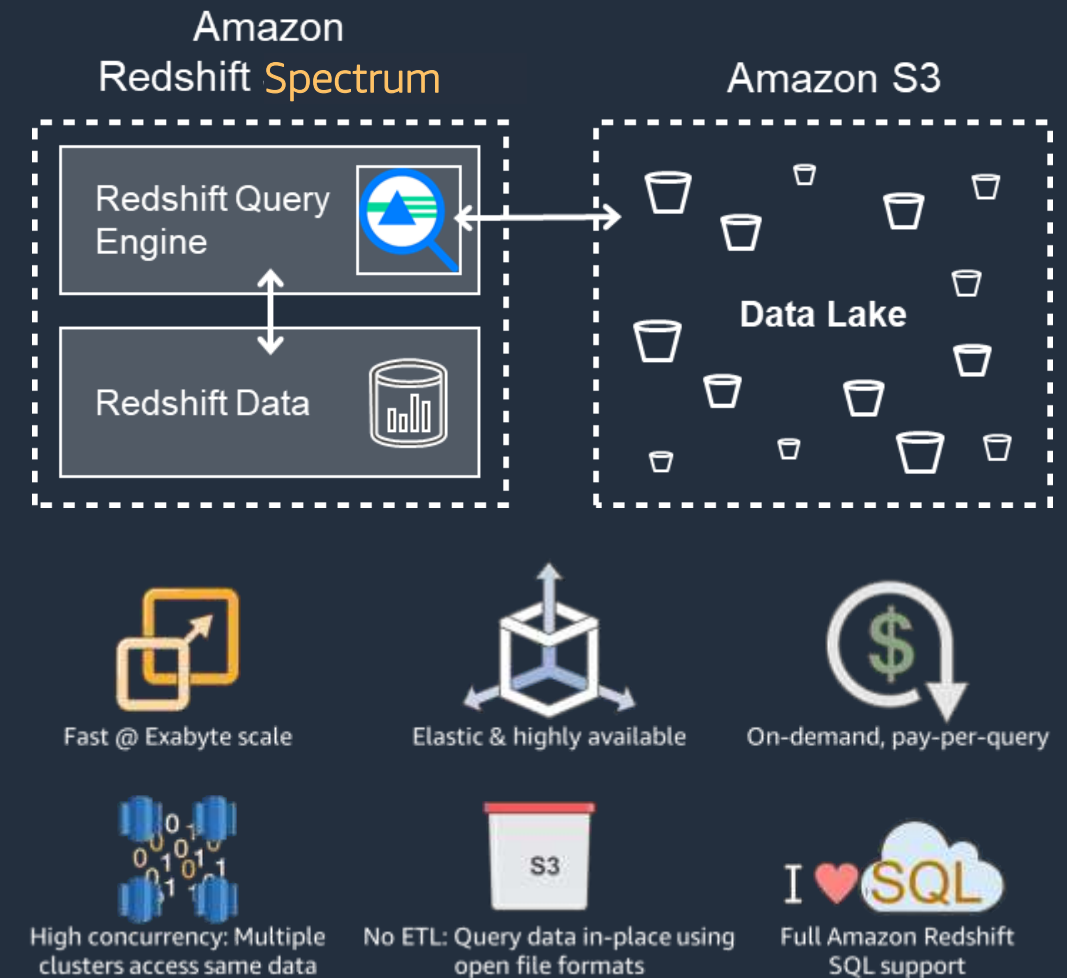 Amazon
Redshift Spectrum
Amazon S3
Redshift Query
Engine
Redshift Data
Data Lake
Fast @ Exabyte scale
Elastic & highly available
$
On-demand, pay-per-query
High concurrency: Multiple
clusters access same data
S3
No ETL: Query data in-place using
open file formats
I ❤ SQL
Full Amazon Redshift
SQL support